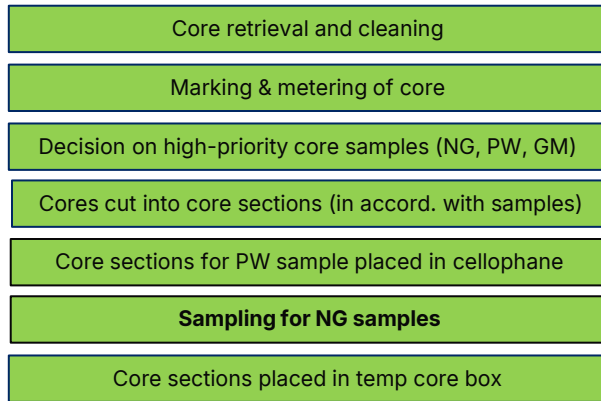 Core retrieval and cleaning
Marking & metering of core
Decision on high-priority core samples (NG, PW, GM)
Cores cut into core sections (in accord. with samples)
Core sections for PW sample placed in cellophane
Sampling for NG samples
Core sections placed in temp core box